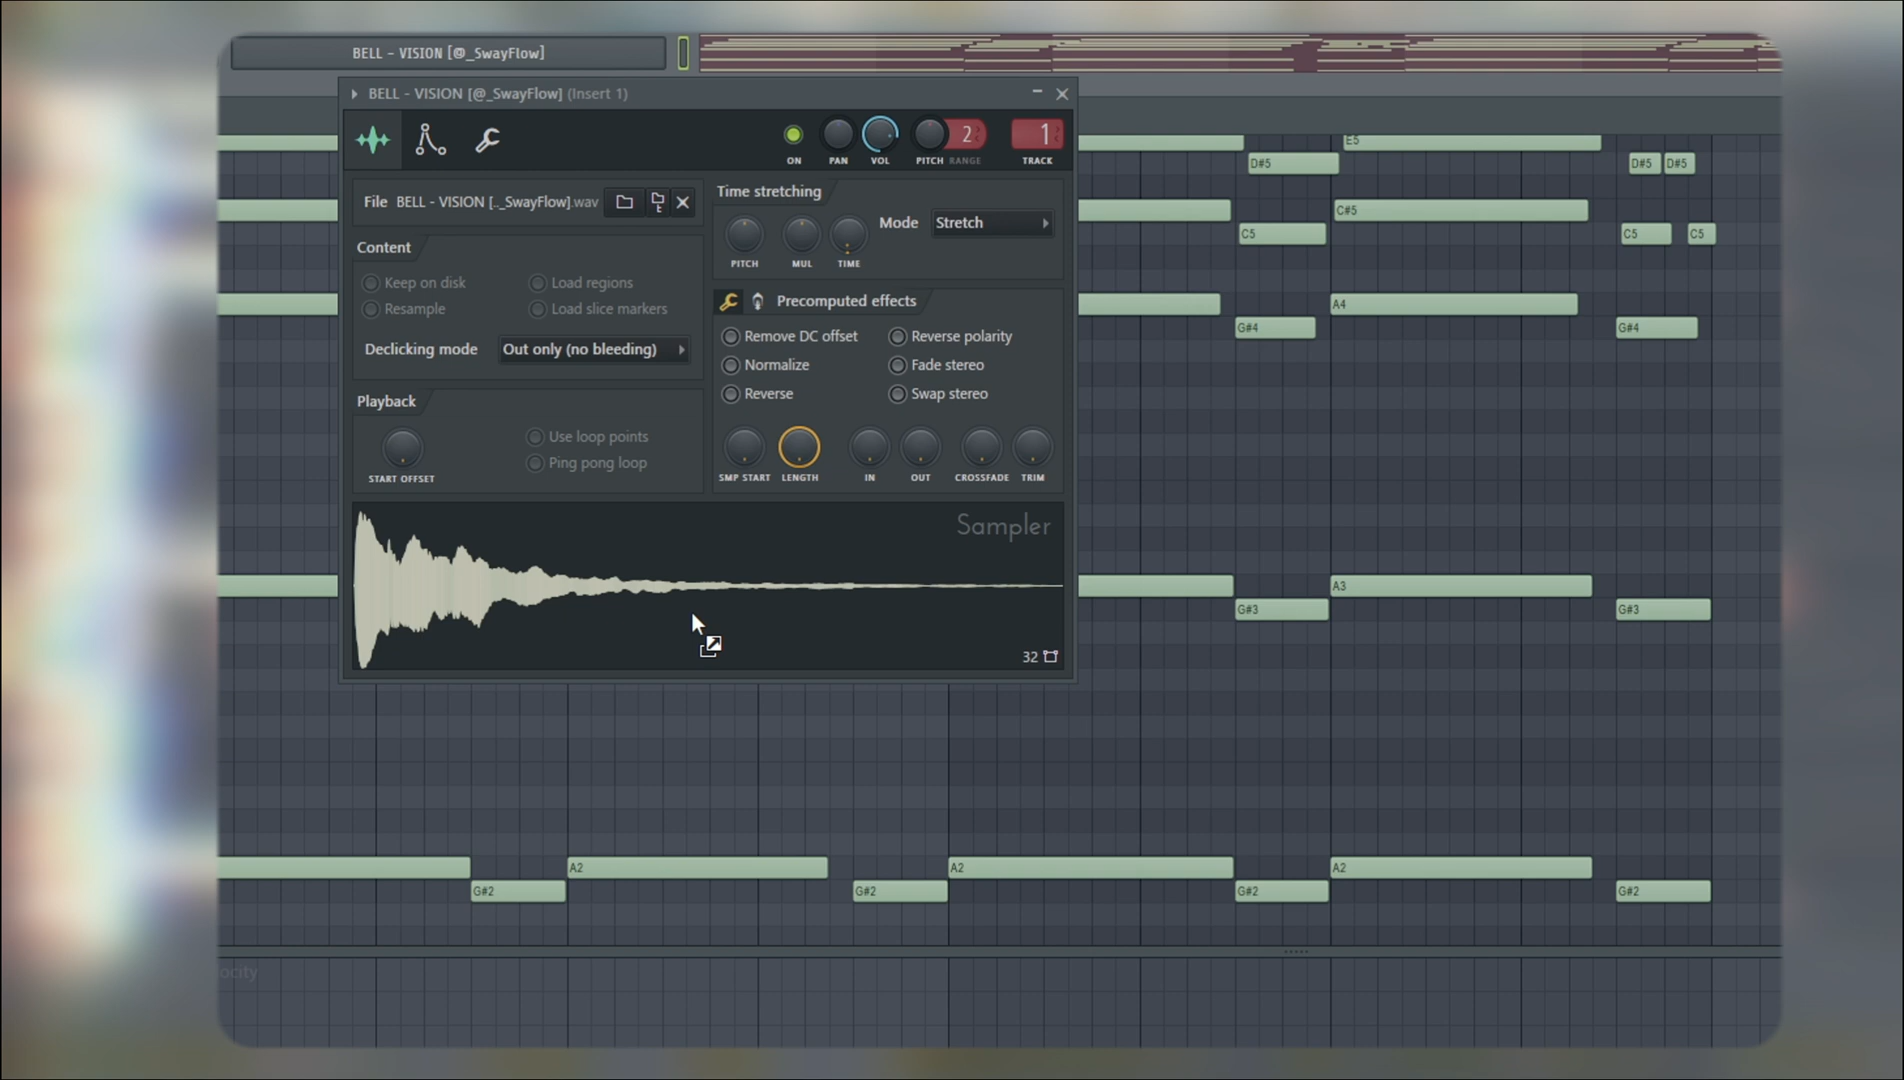 BELL - VISION [@_SwayFlow]
BELL - VISION [@_SwayFlow] (Insert 1)
ON PAN VOL PITCH RANGE 2 TRACK 1
File BELL - VISION [.._SwayFlow].wav
Content
Keep on disk Load regions
Resample Load slice markers
Declicking mode Out only (no bleeding)
Playback
Use loop points
Ping pong loop
START OFFSET
Time stretching
Mode Stretch
PITCH MUL TIME
Precomputed effects
Remove DC offset Reverse polarity
Normalize Fade stereo
Reverse Swap stereo
SMP START LENGTH IN OUT CROSSFADE TRIM
Sampler
32
E5
D#5 D#5 D#5
C#5
C5 C5 C5
A4
G#4 G#4
A3
G#3 G#3
A2 A2 A2
G#2 G#2 G#2 G#2
ocity